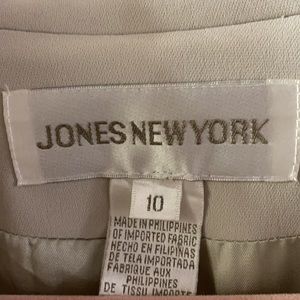 JONES NEW YORK
10
MADE IN PHILIPPINES
OF IMPORTED FABRIC
HECHO EN FILIPINAS
DE TELA IMPORTADA
FABRIQUE AUX
PHILIPPINES
DE TISSU IMPORTE